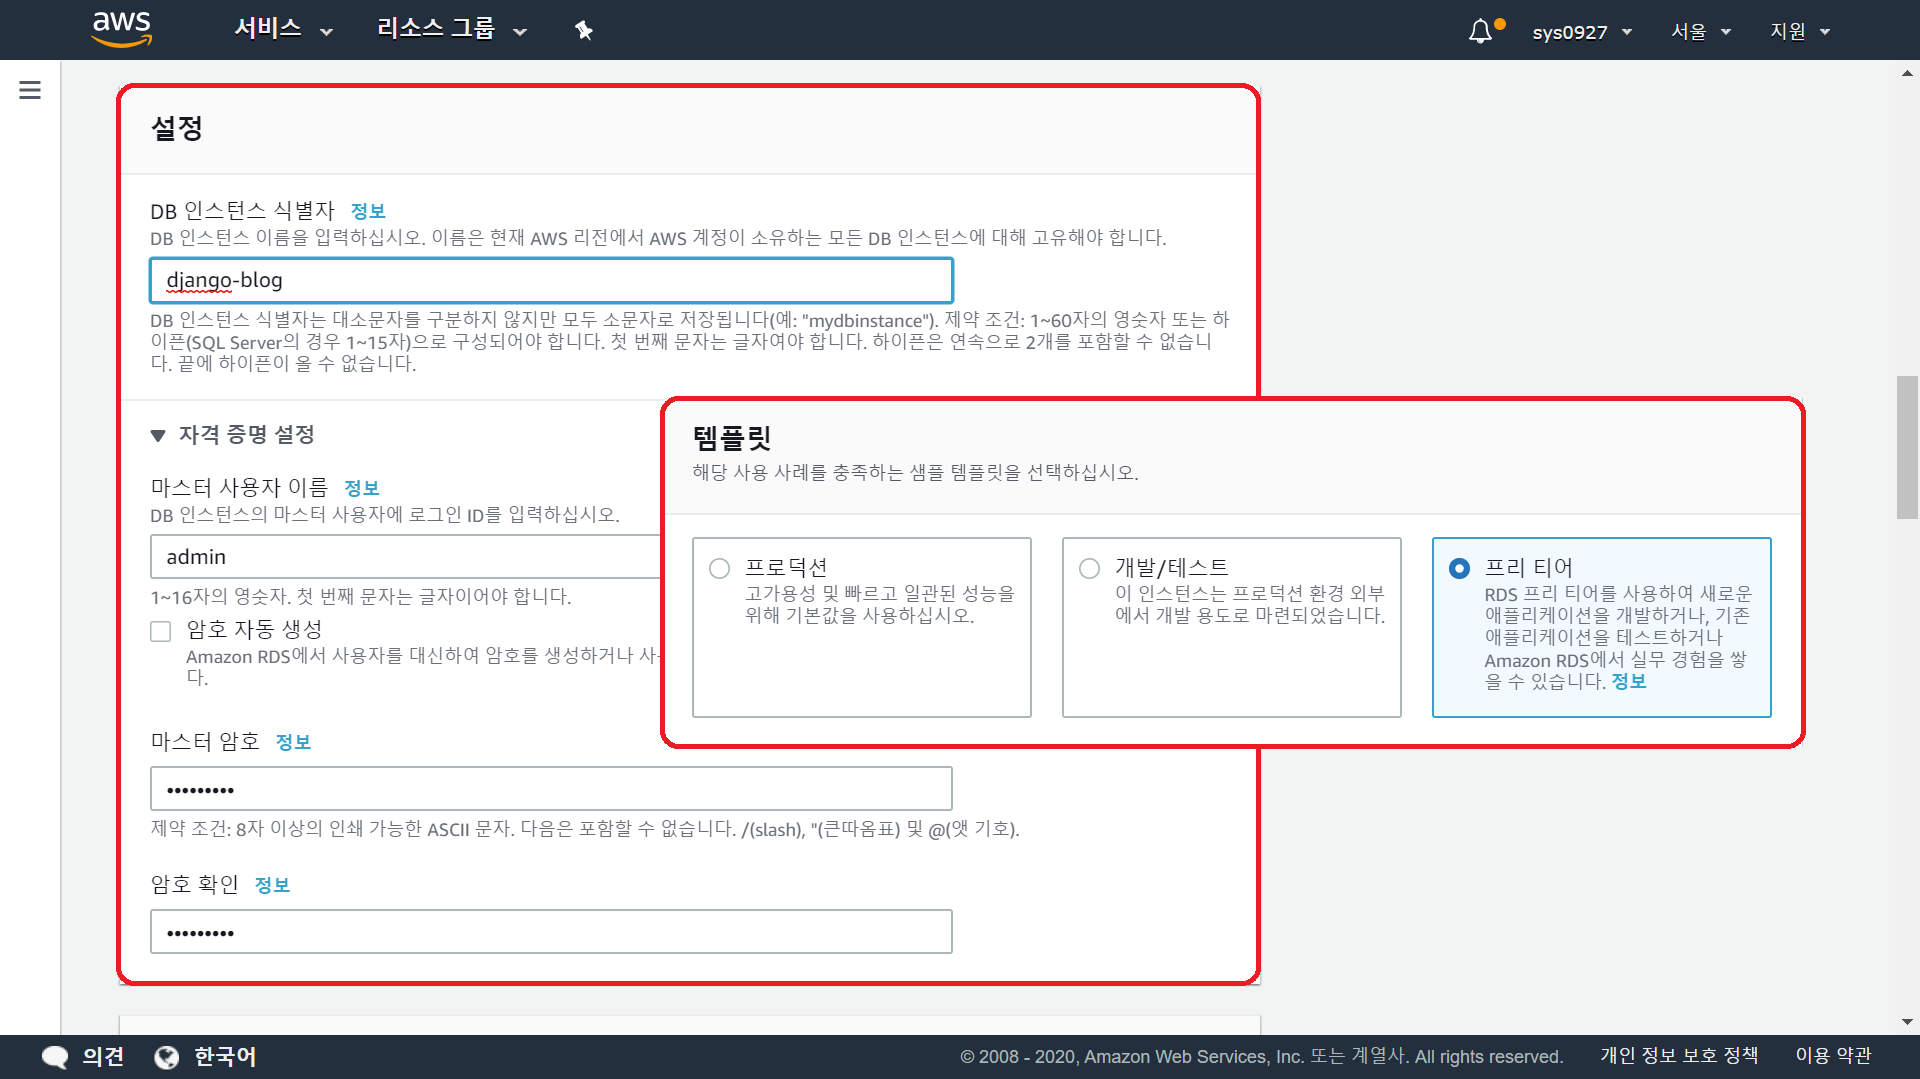 aws
서비스
리소스 그룹
sys0927
서울
지원
설정
DB 인스턴스 식별자 정보
DB 인스턴스 이름을 입력하십시오. 이름은 현재 AWS 리전에서 AWS 계정이 소유하는 모든 DB 인스턴스에 대해 고유해야 합니다.
django-blog
DB 인스턴스 식별자는 대소문자를 구분하지 않지만 모두 소문자로 저장됩니다(예: "mydbinstance"). 제약 조건: 1~60자의 영숫자 또는 하
이픈(SQL Server의 경우 1~15자)으로 구성되어야 합니다. 첫 번째 문자는 글자여야 합니다. 하이픈은 연속으로 2개를 포함할 수 없습니
다. 끝에 하이픈이 올 수 없습니다.
자격 증명 설정
마스터 사용자 이름 정보
DB 인스턴스의 마스터 사용자에 로그인 ID를 입력하십시오.
admin
1~16자의 영숫자. 첫 번째 문자는 글자이어야 합니다.
암호 자동 생성
Amazon RDS에서 사용자를 대신하여 암호를 생성하거나
다.
마스터 암호 정보
•••••••••
제약 조건: 8자 이상의 인쇄 가능한 ASCII 문자. 다음은 포함할 수 없습니다. /(slash), "(큰따옴표) 및 @(앳 기호).
암호 확인 정보
•••••••••
템플릿
해당 사용 사례를 충족하는 샘플 템플릿을 선택하십시오.
프로덕션
고가용성 및 빠르고 일관된 성능을
위해 기본값을 사용하십시오.
개발/테스트
이 인스턴스는 프로덕션 환경 외부
에서 개발 용도로 마련되었습니다.
프리 티어
RDS 프리 티어를 사용하여 새로운
애플리케이션을 개발하거나, 기존
애플리케이션을 테스트하거나
Amazon RDS에서 실무 경험을 쌓
을 수 있습니다. 정보
의견
한국어
© 2008 - 2020, Amazon Web Services, Inc. 또는 계열사. All rights reserved.
개인 정보 보호 정책
이용 약관